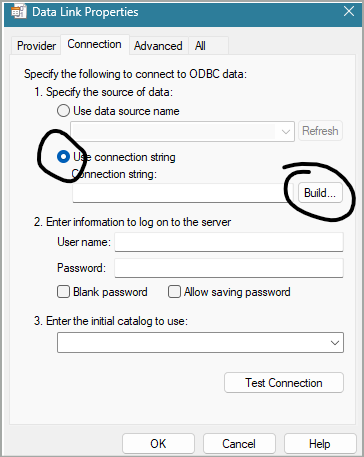 Data Link Properties
Provider Connection Advanced All
Specify the following to connect to ODBC data:
1. Specify the source of data:
Use data source name
Refresh
Use connection string
Connection string:
Build...
2. Enter information to log on to the server
User name:
Password:
Blank password Allow saving password
3. Enter the initial catalog to use:
Test Connection
OK Cancel Help